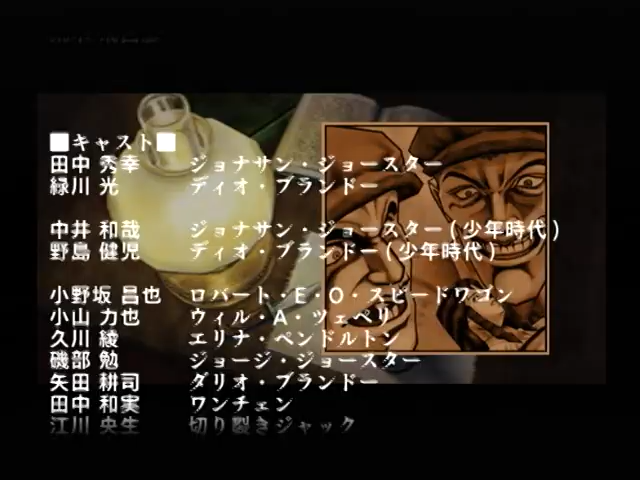 ■キャスト■
田中 秀幸 ジョナサン・ジョースター
緑川 光 ディオ・ブランドー
中井 和哉 ジョナサン・ジョースター(少年時代)
野島 健児 ディオ・ブランドー(少年時代)
小野坂 昌也 ロバート・E・O・スピードワゴン
小山 力也 ウィル・A・ツェペリ
久川 綾 エリナ・ペンドルトン
磯部 勉 ジョージ・ジョースター
矢田 耕司 ダリオ・ブランドー
田中 和実 ワンチェン
江川 央生 切り裂きジャック